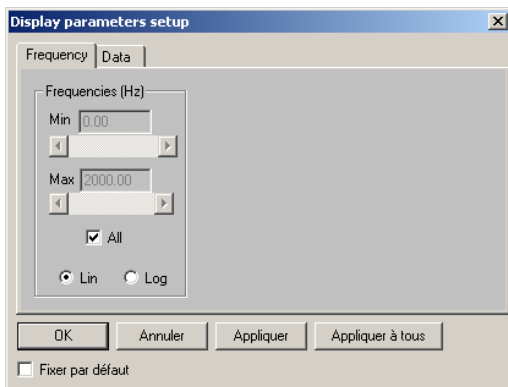 Display parameters setup
Frequency Data
Frequencies (Hz)
Min 0.00
Max 2000.00
All
Lin Log
OK Annuler Appliquer Appliquer à tous
Fixer par défaut